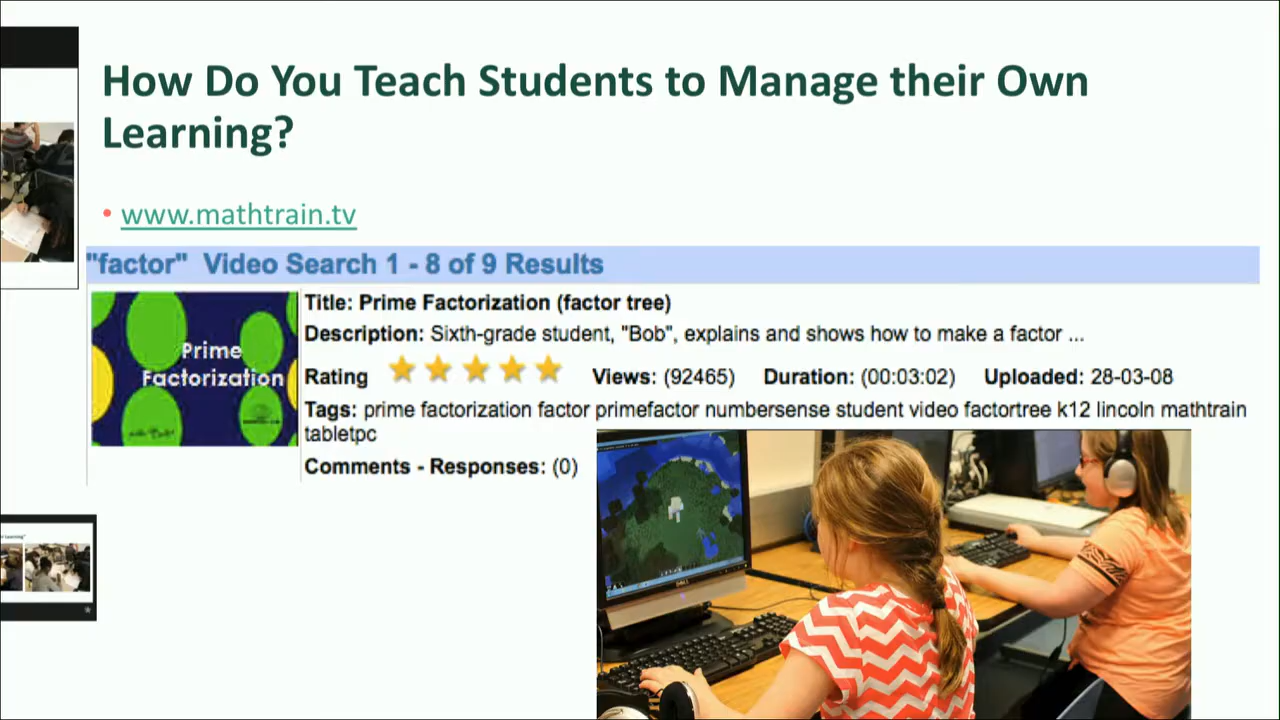 How Do You Teach Students to Manage their Own
Learning?
• www.mathtrain.tv
"factor" Video Search 1 - 8 of 9 Results
Prime
Factorization
Title: Prime Factorization (factor tree)
Description: Sixth-grade student, "Bob", explains and shows how to make a factor ...
Rating
Views: (92465) Duration: (00:03:02) Uploaded: 28-03-08
Tags: prime factorization factor primefactor numbersense student video factortree k12 lincoln mathtrain
tabletpc
Comments - Responses: (0)